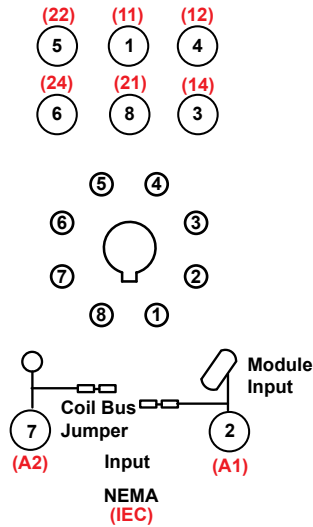 (22) (11) (12)
5 1 4
(24) (21) (14)
6 8 3
5 4
6 3
7 2
8 1
Module
Input
Coil Bus
Jumper
7 2
(A2) Input (A1)
NEMA
(IEC)